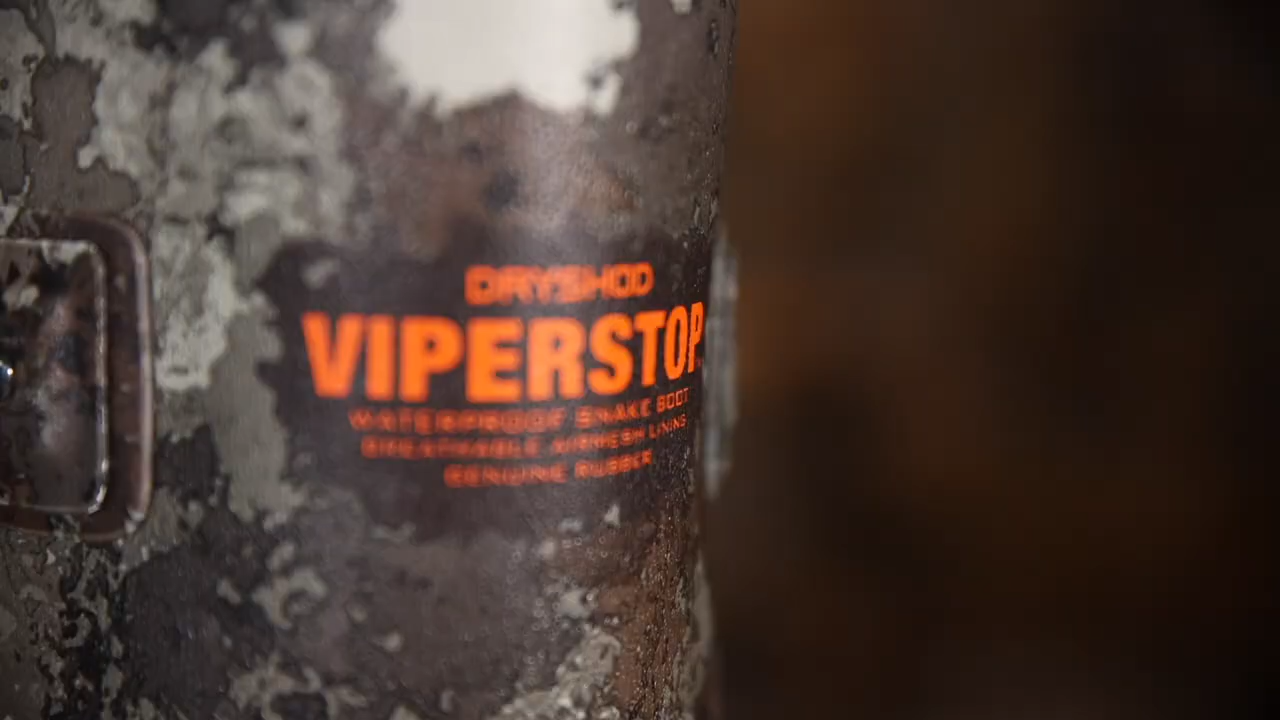 DRYSHOD
VIPERSTOP
WATERPROOF SNAKE BOOT
BREATHABLE AIRMESH LINING
GENUINE RUBBER